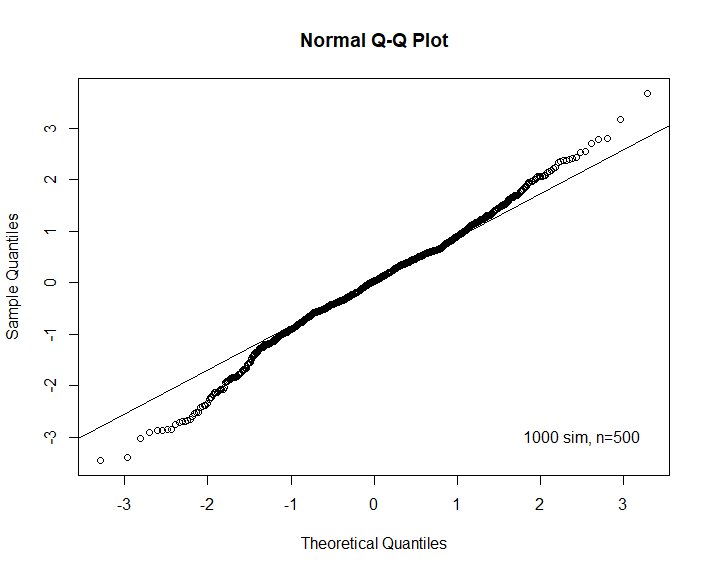 Normal Q-Q Plot
Sample Quantiles
3
2
1
0
-1
-2
-3
1000 sim, n=500
-3 -2 -1 0 1 2 3
Theoretical Quantiles